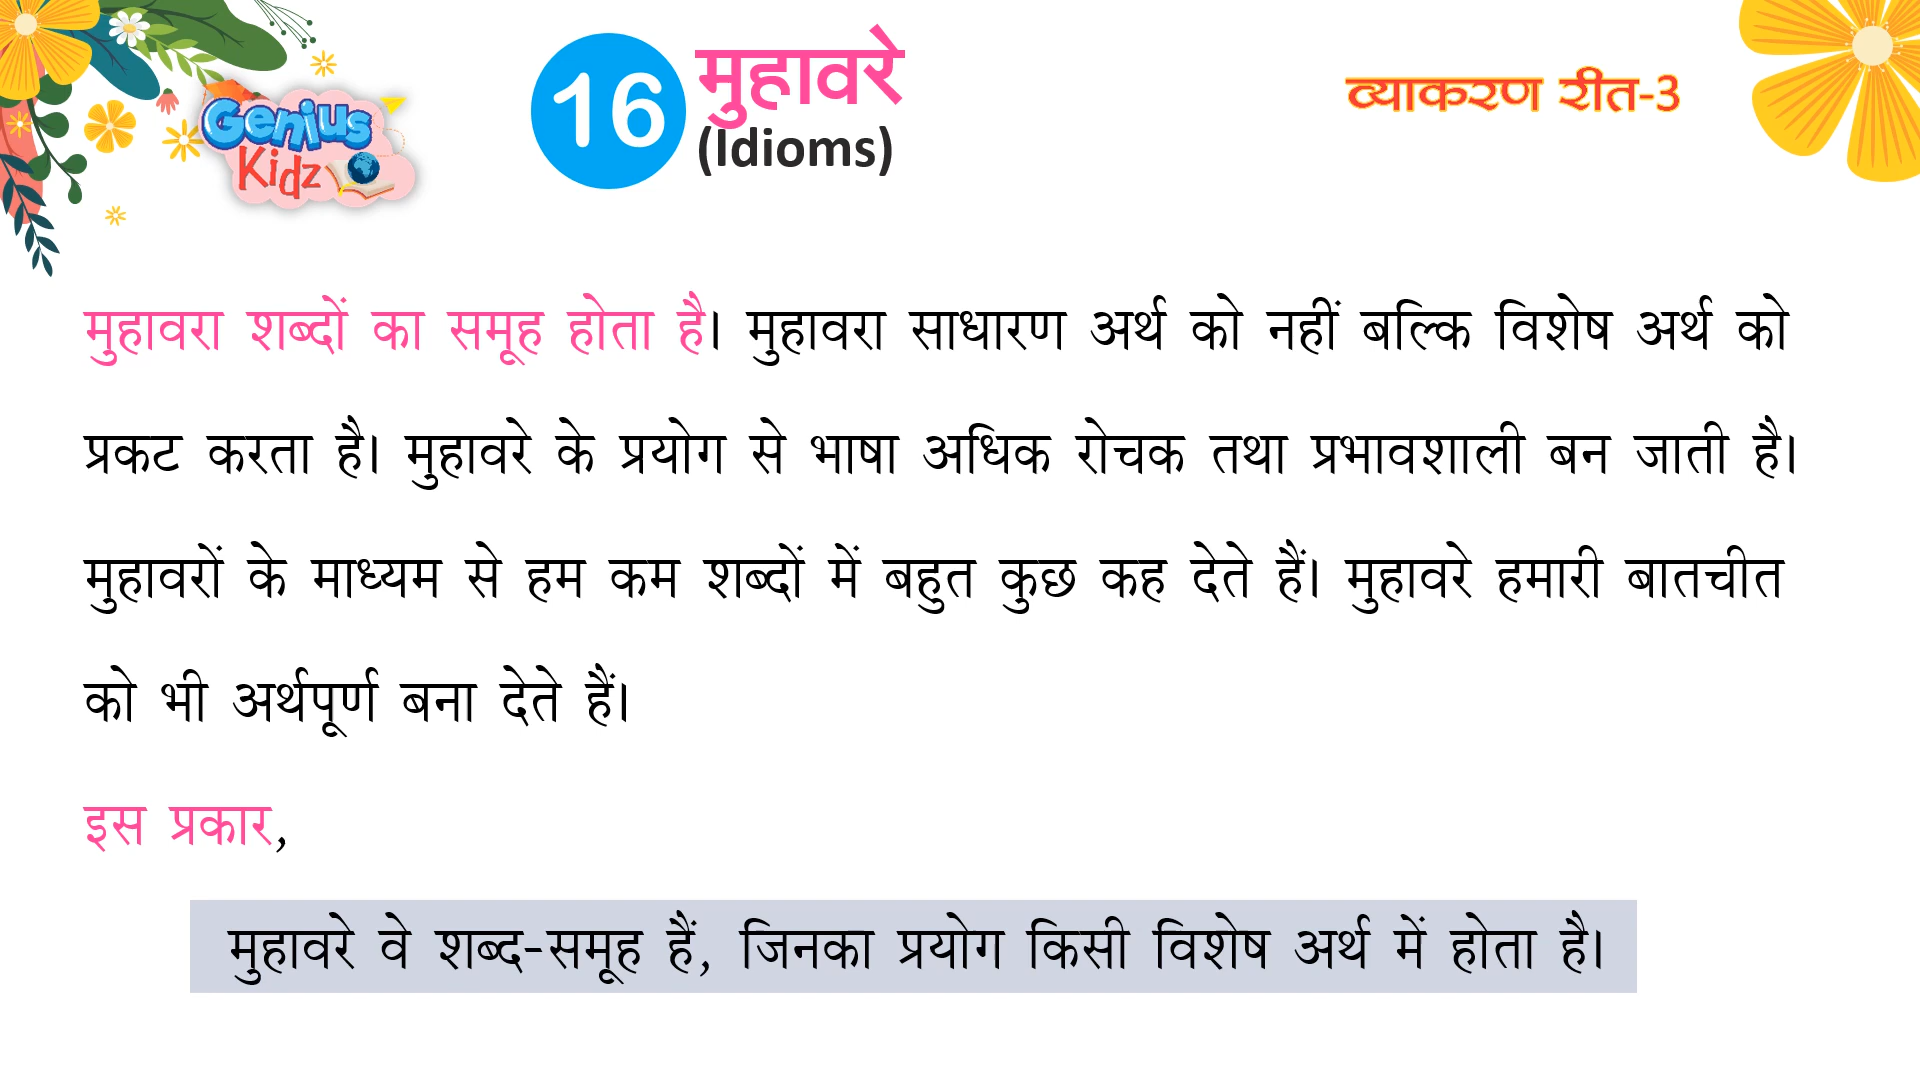 Genius
Kidz
16
मुहावरे
(Idioms)
व्याकरण रीत-3
मुहावरा शब्दों का समूह होता है। मुहावरा साधारण अर्थ को नहीं बल्कि विशेष अर्थ को
प्रकट करता है। मुहावरे के प्रयोग से भाषा अधिक रोचक तथा प्रभावशाली बन जाती है।
मुहावरों के माध्यम से हम कम शब्दों में बहुत कुछ कह देते हैं। मुहावरे हमारी बातचीत
को भी अर्थपूर्ण बना देते हैं।
इस प्रकार,
मुहावरे वे शब्द-समूह हैं, जिनका प्रयोग किसी विशेष अर्थ में होता है।